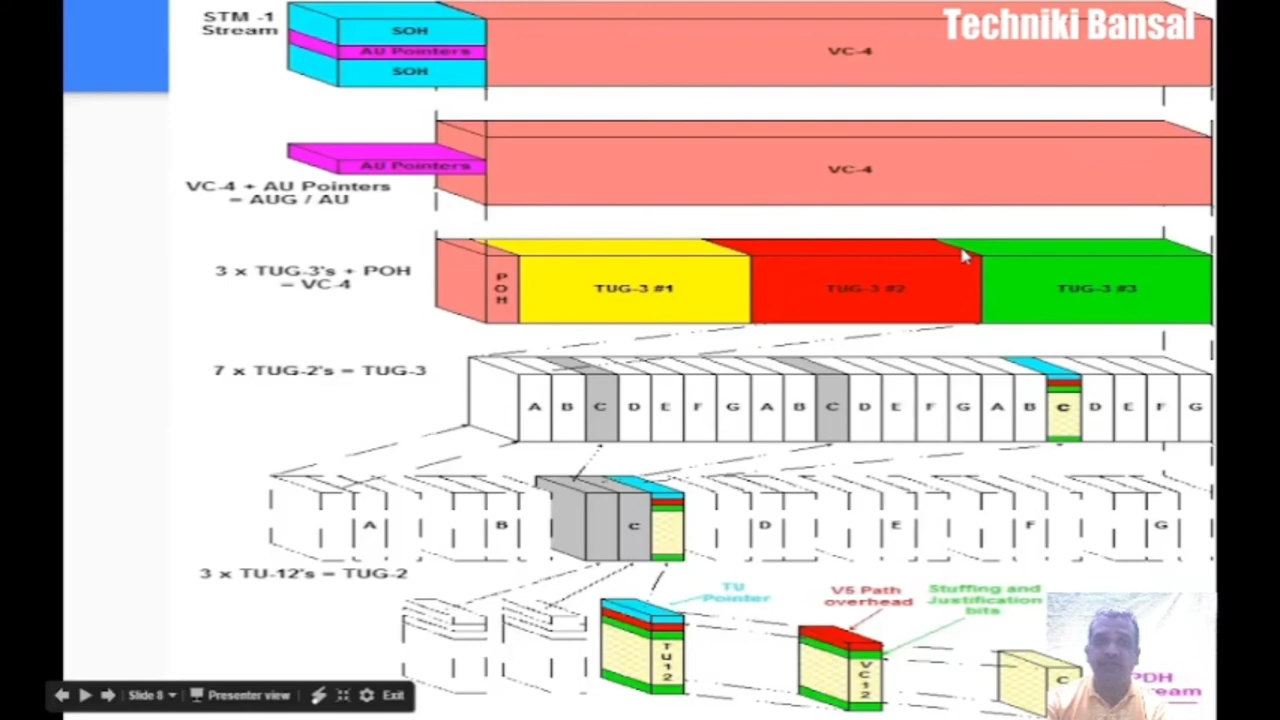 STM -1
Stream
SOH
AU Pointers
SOH
VC-4
Techniki Bansal
AU Pointers
VC-4
VC-4 + AU Pointers
= AUG / AU
3 x TUG-3's + POH
= VC-4
POH
TUG-3 #1
TUG-3 #2
TUG-3 #3
7 x TUG-2's = TUG-3
A B C D E F G A B C D E F G A B C D E F G
A B C D E F G
3 x TU-12's = TUG-2
TU
Pointer
V5 Path
overhead
Stuffing and
Justification
bits
TU12
VC12
C
PDH
Slide 8
Presenter view
Exit